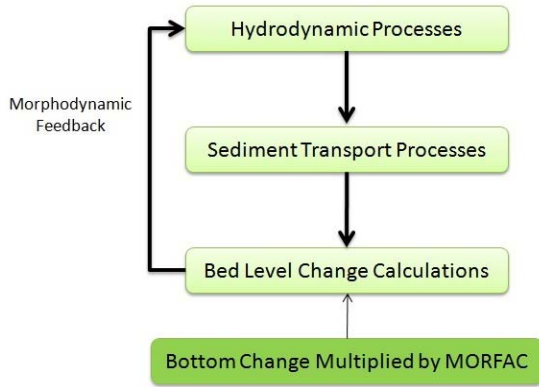 Hydrodynamic Processes
Morphodynamic
Feedback
Sediment Transport Processes
Bed Level Change Calculations
Bottom Change Multiplied by MORFAC